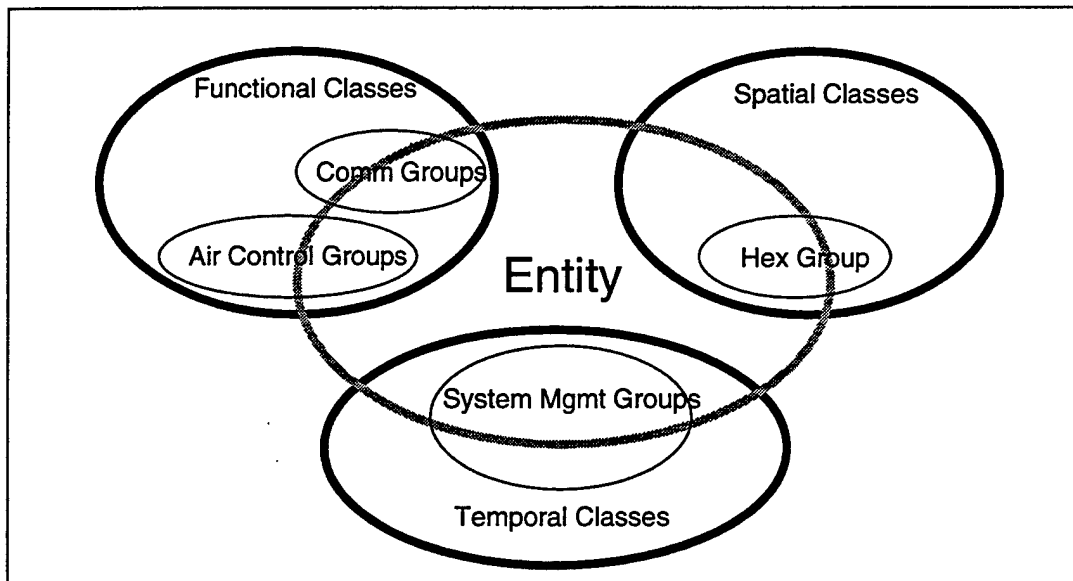 Functional Classes
Spatial Classes
Comm Groups
Air Control Groups
Hex Group
Entity
System Mgmt Groups
Temporal Classes